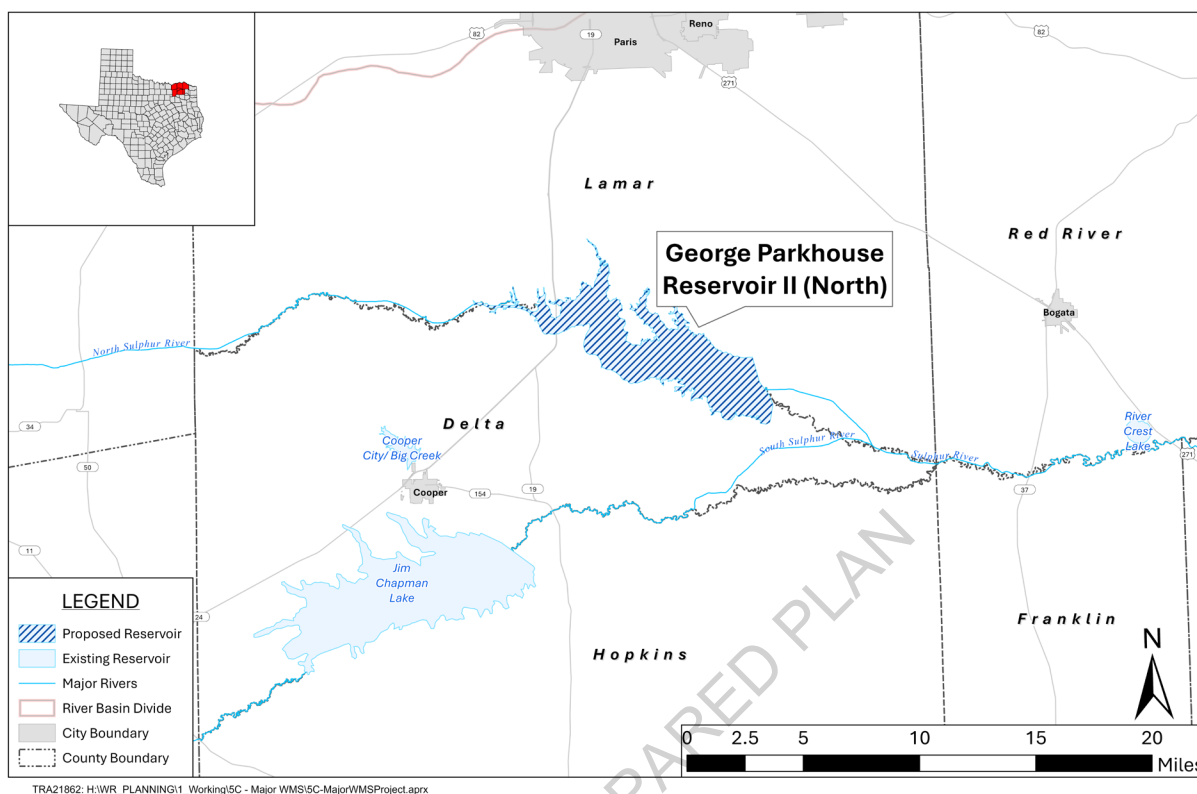 82
Paris
19
Reno
271
82
Lamar
Red River
George Parkhouse
Reservoir II (North)
Bogata
North Sulphur River
34
50
Delta
Cooper
City/ Big Creek
South Sulphur River
Sulphur River
River
Crest
Lake
271
Cooper
154
19
37
11
Jim
Chapman
Lake
24
Hopkins
Franklin
PARED PLAN
LEGEND
Proposed Reservoir
Existing Reservoir
Major Rivers
River Basin Divide
City Boundary
County Boundary
N
0 2.5 5 10 15 20
Miles
TRA21862: H:\WR_PLANNING\1_Working\5C - Major WMS\5C-MajorWMSProject.aprx